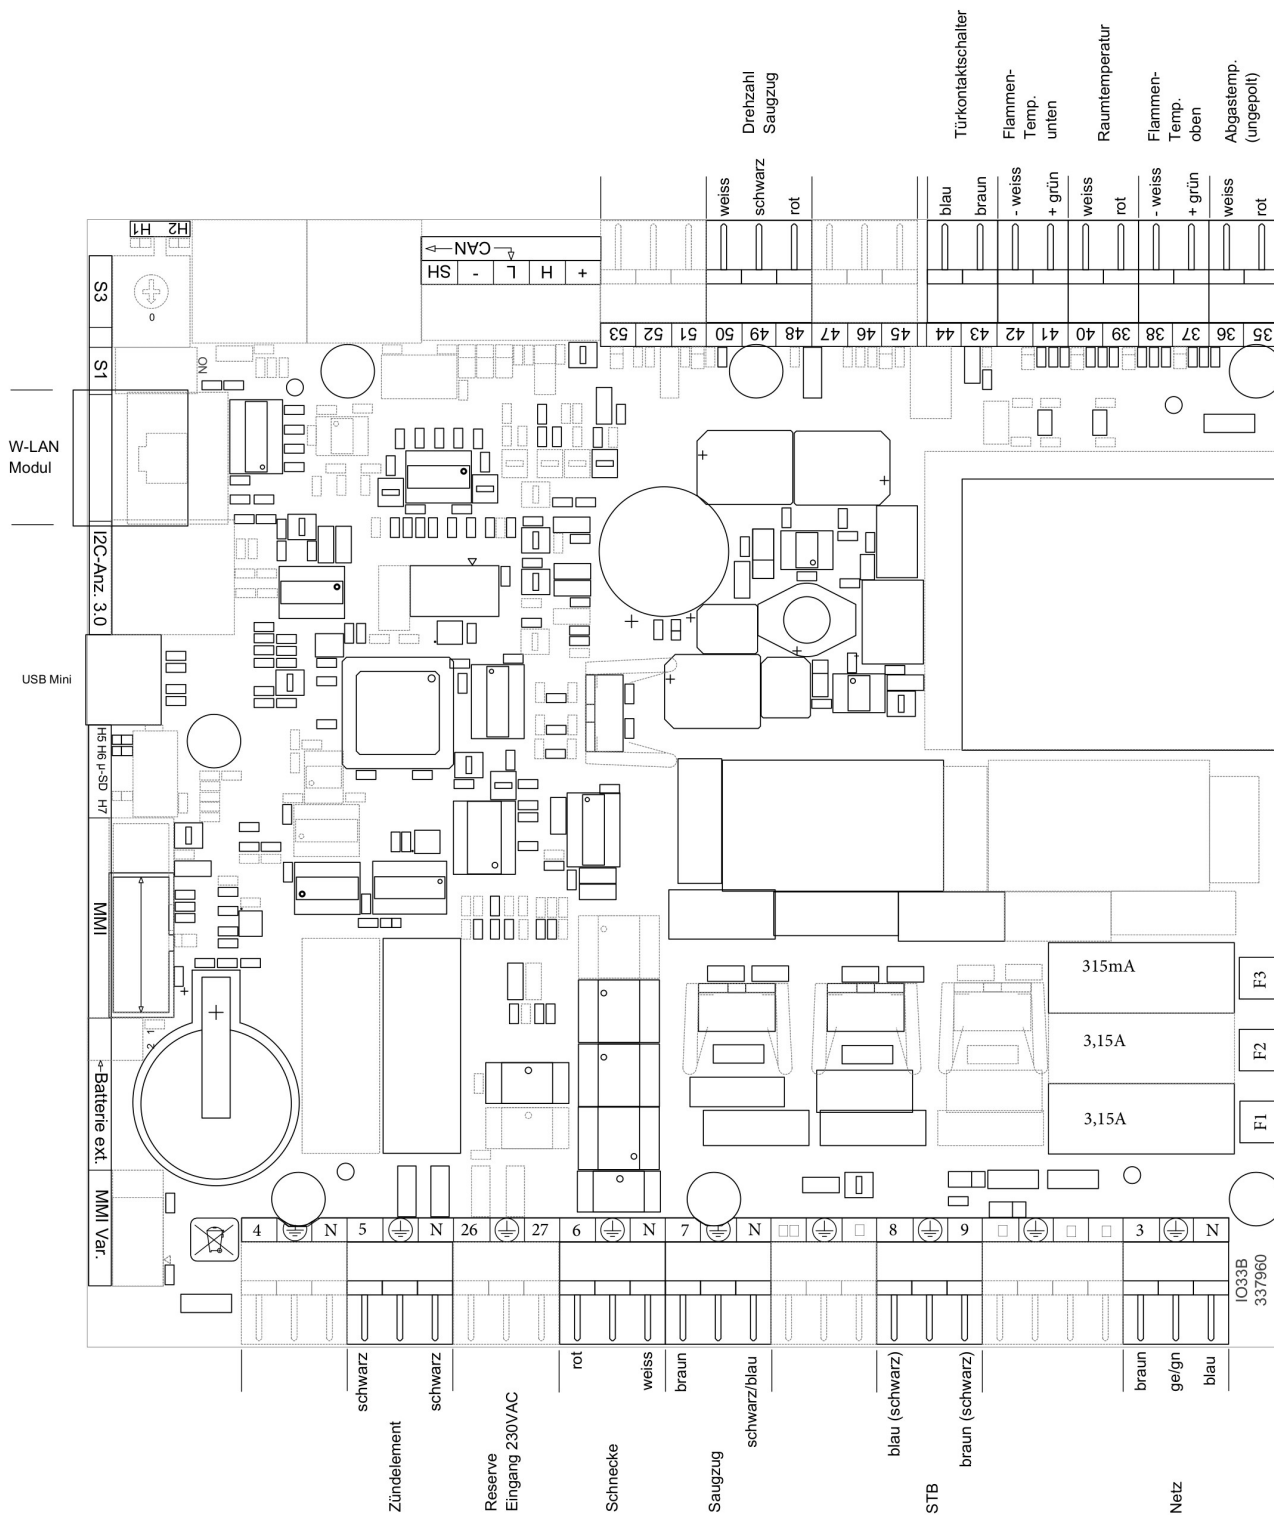 Drehzahl
Saugzug
Türkontaktschalter
Flammen-
Temp.
unten
Raumtemperatur
Flammen-
Temp.
oben
Abgastemp.
(ungepolt)
weiss
schwarz
rot
blau
braun
- weiss
+ grün
weiss
rot
- weiss
+ grün
weiss
rot
H1 H2
CAN
SH - L H +
53 52 51 50 49 48 47 46 45 44 43 42 41 40 39 38 37 36 35
S3
0
S1
ON
W-LAN
Modul
I2C-Anz. 3.0
USB Mini
H5 H6 µ-SD H7
MMI
1
2
Batterie ext.
MMI Var.
315mA
F3
3,15A
F2
3,15A
F1
4 N 5 N 26 27 6 N 7 N 8 9 3 N
IO33B
337960
schwarz
schwarz
rot
weiss
braun
schwarz/blau
blau (schwarz)
braun (schwarz)
braun
ge/gn
blau
Zündelement
Reserve
Eingang 230VAC
Schnecke
Saugzug
STB
Netz